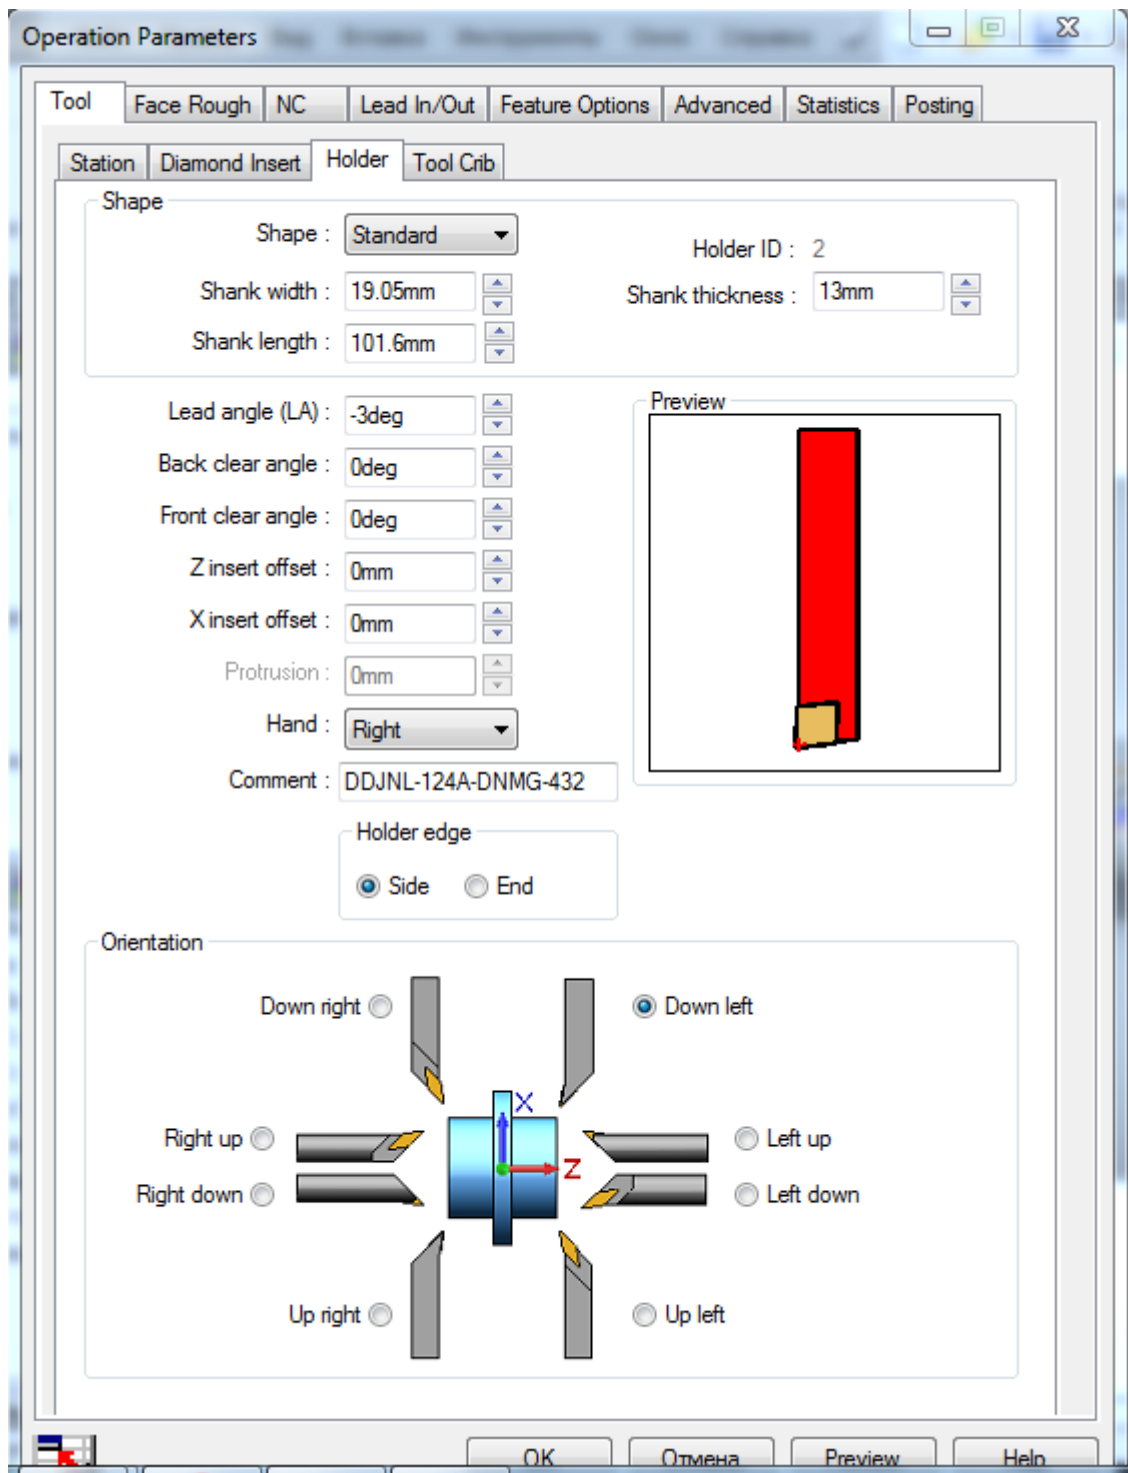 Operation Parameters
Tool Face Rough NC Lead In/Out Feature Options Advanced Statistics Posting
Station Diamond Insert Holder Tool Crib
Shape
Shape : Standard
Holder ID : 2
Shank width : 19.05mm
Shank thickness : 13mm
Shank length : 101.6mm
Lead angle (LA) : -3deg
Preview
Back clear angle : 0deg
Front clear angle : 0deg
Z insert offset : 0mm
X insert offset : 0mm
Protrusion : 0mm
Hand : Right
Comment : DDJNL-124A-DNMG-432
Holder edge
Side End
Orientation
Down right Down left
X
Right up Left up
Z
Right down Left down
Up right Up left
OK Отмена Preview Help